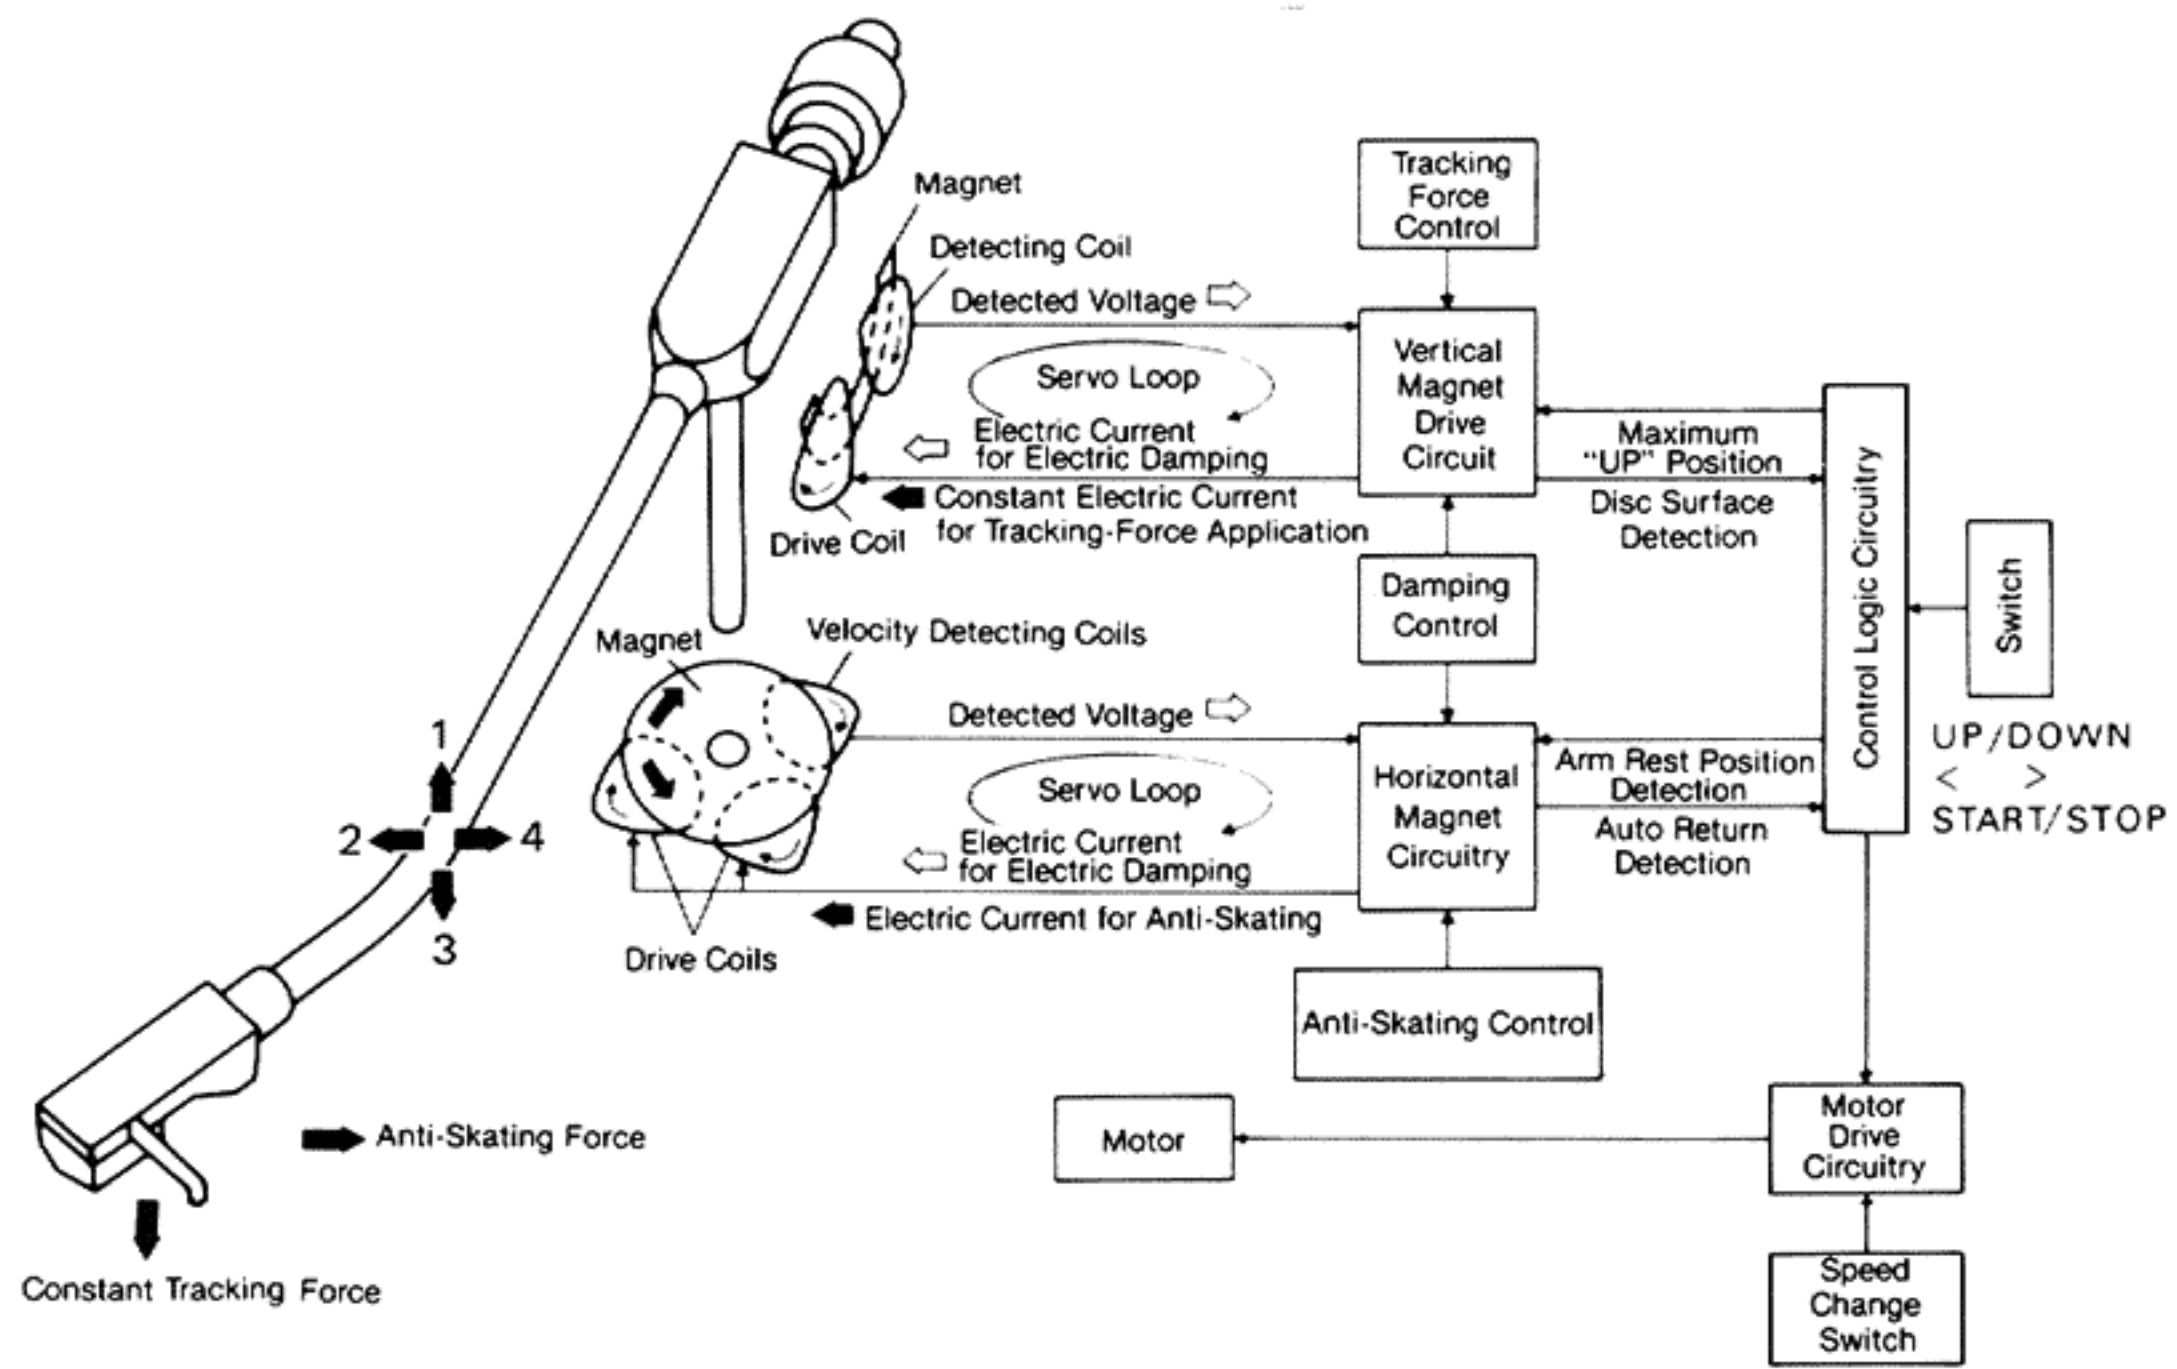 Magnet
Detecting Coil
Detected Voltage
Servo Loop
Electric Current
for Electric Damping
Constant Electric Current
for Tracking-Force Application
Drive Coil
Tracking
Force
Control
Vertical
Magnet
Drive
Circuit
Maximum
"UP" Position
Disc Surface
Detection
Damping
Control
Control Logic Circuitry
Switch
UP/DOWN
< >
START/STOP
Magnet
Velocity Detecting Coils
Detected Voltage
Servo Loop
Electric Current
for Electric Damping
Electric Current for Anti-Skating
Drive Coils
Horizontal
Magnet
Circuitry
Arm Rest Position
Detection
Auto Return
Detection
Anti-Skating Control
1
2
4
3
Anti-Skating Force
Constant Tracking Force
Motor
Motor
Drive
Circuitry
Speed
Change
Switch